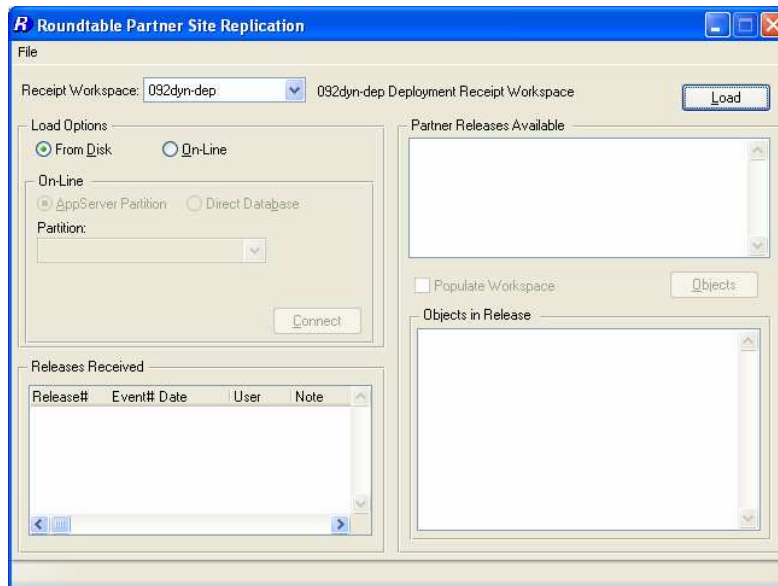 R Roundtable Partner Site Replication
File
Receipt Workspace: 092dyn-dep 092dyn-dep Deployment Receipt Workspace
Load
Load Options
From Disk On-Line
On-Line
AppServer Partition Direct Database
Partition:
Connect
Releases Received
Release# Event# Date User Note
Partner Releases Available
Populate Workspace Objects
Objects in Release